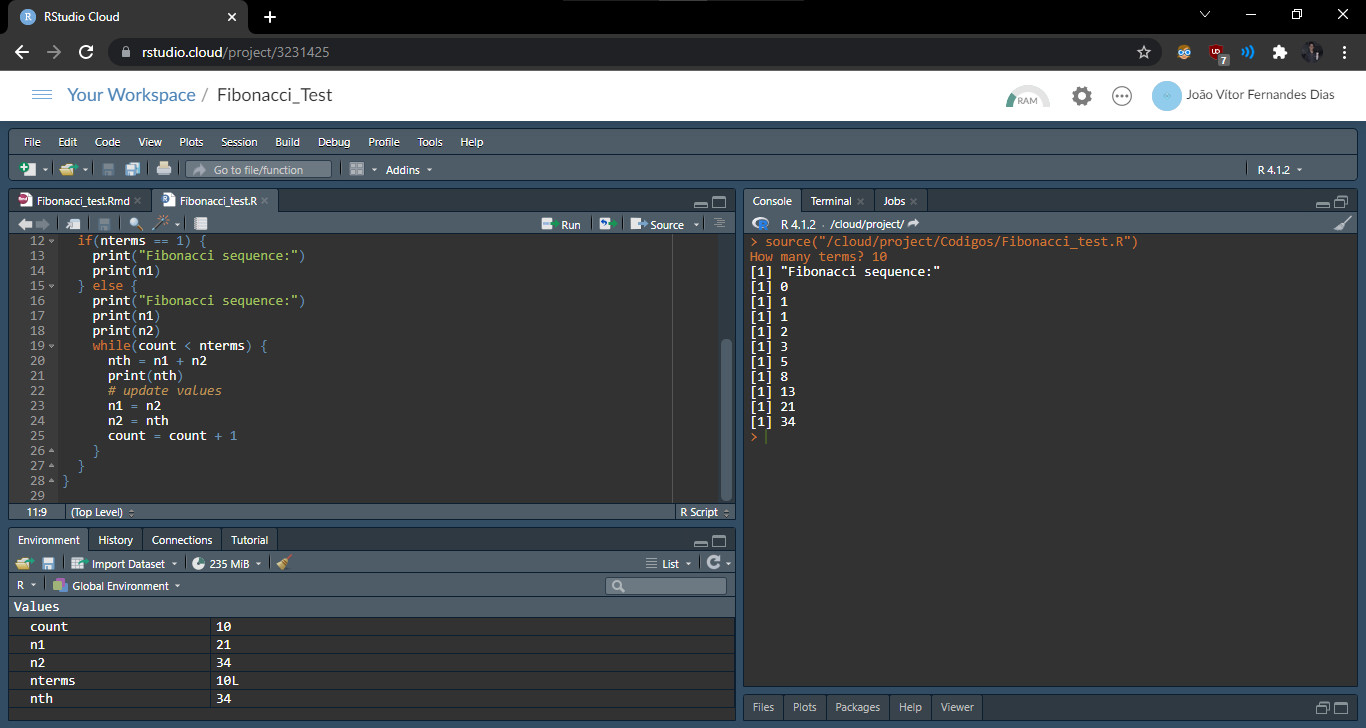 RStudio Cloud
rstudio.cloud/project/3231425
7
Your Workspace / Fibonacci_Test
RAM
João Vítor Fernandes Dias
File Edit Code View Plots Session Build Debug Profile Tools Help
Go to file/function Addins R 4.1.2
Fibonacci_test.Rmd Fibonacci_test.R
Run Source
12 if(nterms == 1) {
13 print("Fibonacci sequence:")
14 print(n1)
15 } else {
16 print("Fibonacci sequence:")
17 print(n1)
18 print(n2)
19 while(count < nterms) {
20 nth = n1 + n2
21 print(nth)
22 # update values
23 n1 = n2
24 n2 = nth
25 count = count + 1
26 }
27 }
28 }
29
11:9 (Top Level) R Script
Environment History Connections Tutorial
Import Dataset 235 MiB List
R Global Environment
Values
count 10
n1 21
n2 34
nterms 10L
nth 34
Console Terminal Jobs
R 4.1.2 . /cloud/project/
> source("/cloud/project/Codigos/Fibonacci_test.R")
How many terms? 10
[1] "Fibonacci sequence:"
[1] 0
[1] 1
[1] 1
[1] 2
[1] 3
[1] 5
[1] 8
[1] 13
[1] 21
[1] 34
>
Files Plots Packages Help Viewer